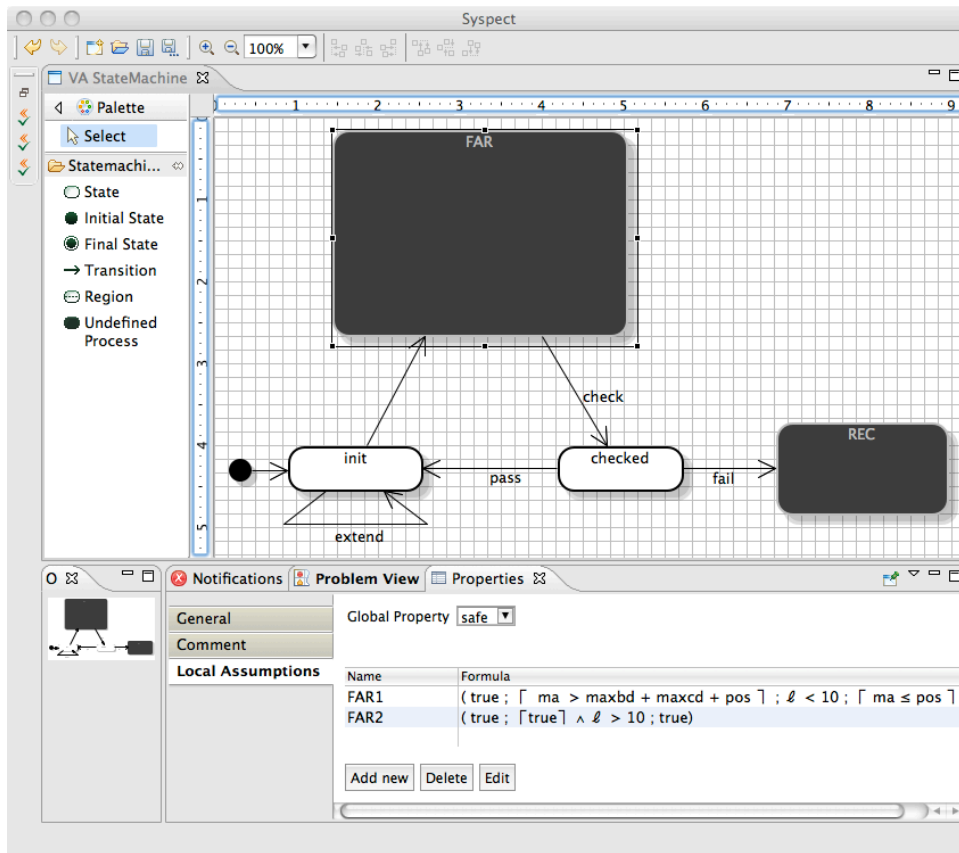 Syspect
100%
VA StateMachine
Palette
1 2 3 4 5 6 7 8 9
Select
Statemachi...
State
Initial State
Final State
Transition
Region
Undefined
Process
1
2
3
4
5
FAR
check
REC
init
checked
pass
fail
extend
O
Notifications
Problem View
Properties
General
Comment
Local Assumptions
Global Property safe
Name Formula
FAR1 ( true ; ⌈ ma > maxbd + maxcd + pos ⌉ ; ℓ < 10 ; ⌈ ma ≤ pos ⌉
FAR2 ( true ; ⌈true⌉ ∧ ℓ > 10 ; true)
Add new Delete Edit